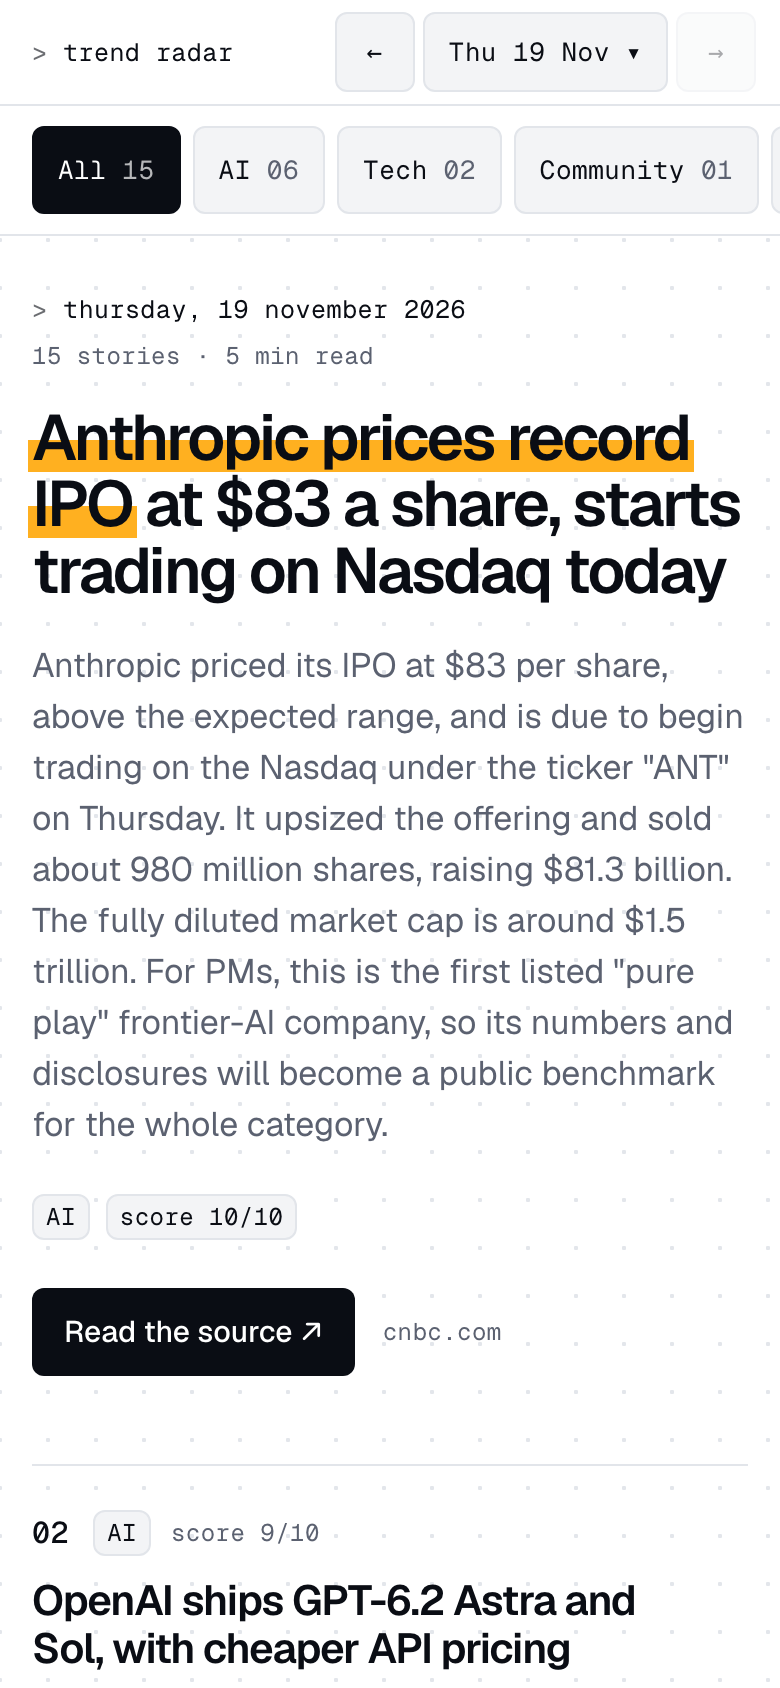 > trend radar
←
Thu 19 Nov ▾
→
All 15
AI 06
Tech 02
Community 01
> thursday, 19 november 2026
15 stories · 5 min read
Anthropic prices record
IPO at $83 a share, starts
trading on Nasdaq today
Anthropic priced its IPO at $83 per share,
above the expected range, and is due to begin
trading on the Nasdaq under the ticker "ANT"
on Thursday. It upsized the offering and sold
about 980 million shares, raising $81.3 billion.
The fully diluted market cap is around $1.5
trillion. For PMs, this is the first listed "pure
play" frontier-AI company, so its numbers and
disclosures will become a public benchmark
for the whole category.
AI
score 10/10
Read the source ↗
cnbc.com
02 AI score 9/10
OpenAI ships GPT-6.2 Astra and
Sol, with cheaper API pricing